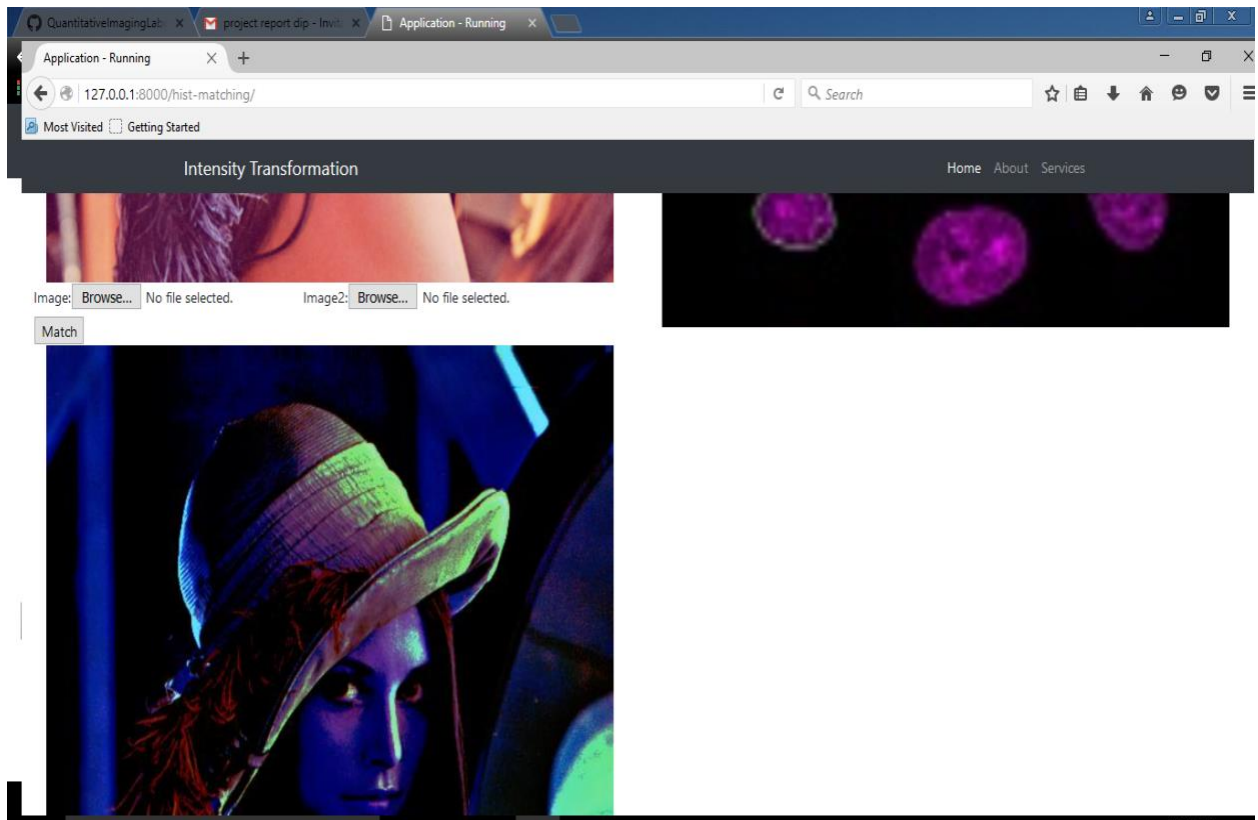 QuantitativeImagingLab
project report dip - Invit
Application - Running
Application - Running
127.0.0.1:8000/hist-matching/
Search
Most Visited
Getting Started
Intensity Transformation
Home About Services
Image: Browse... No file selected. Image2: Browse... No file selected.
Match